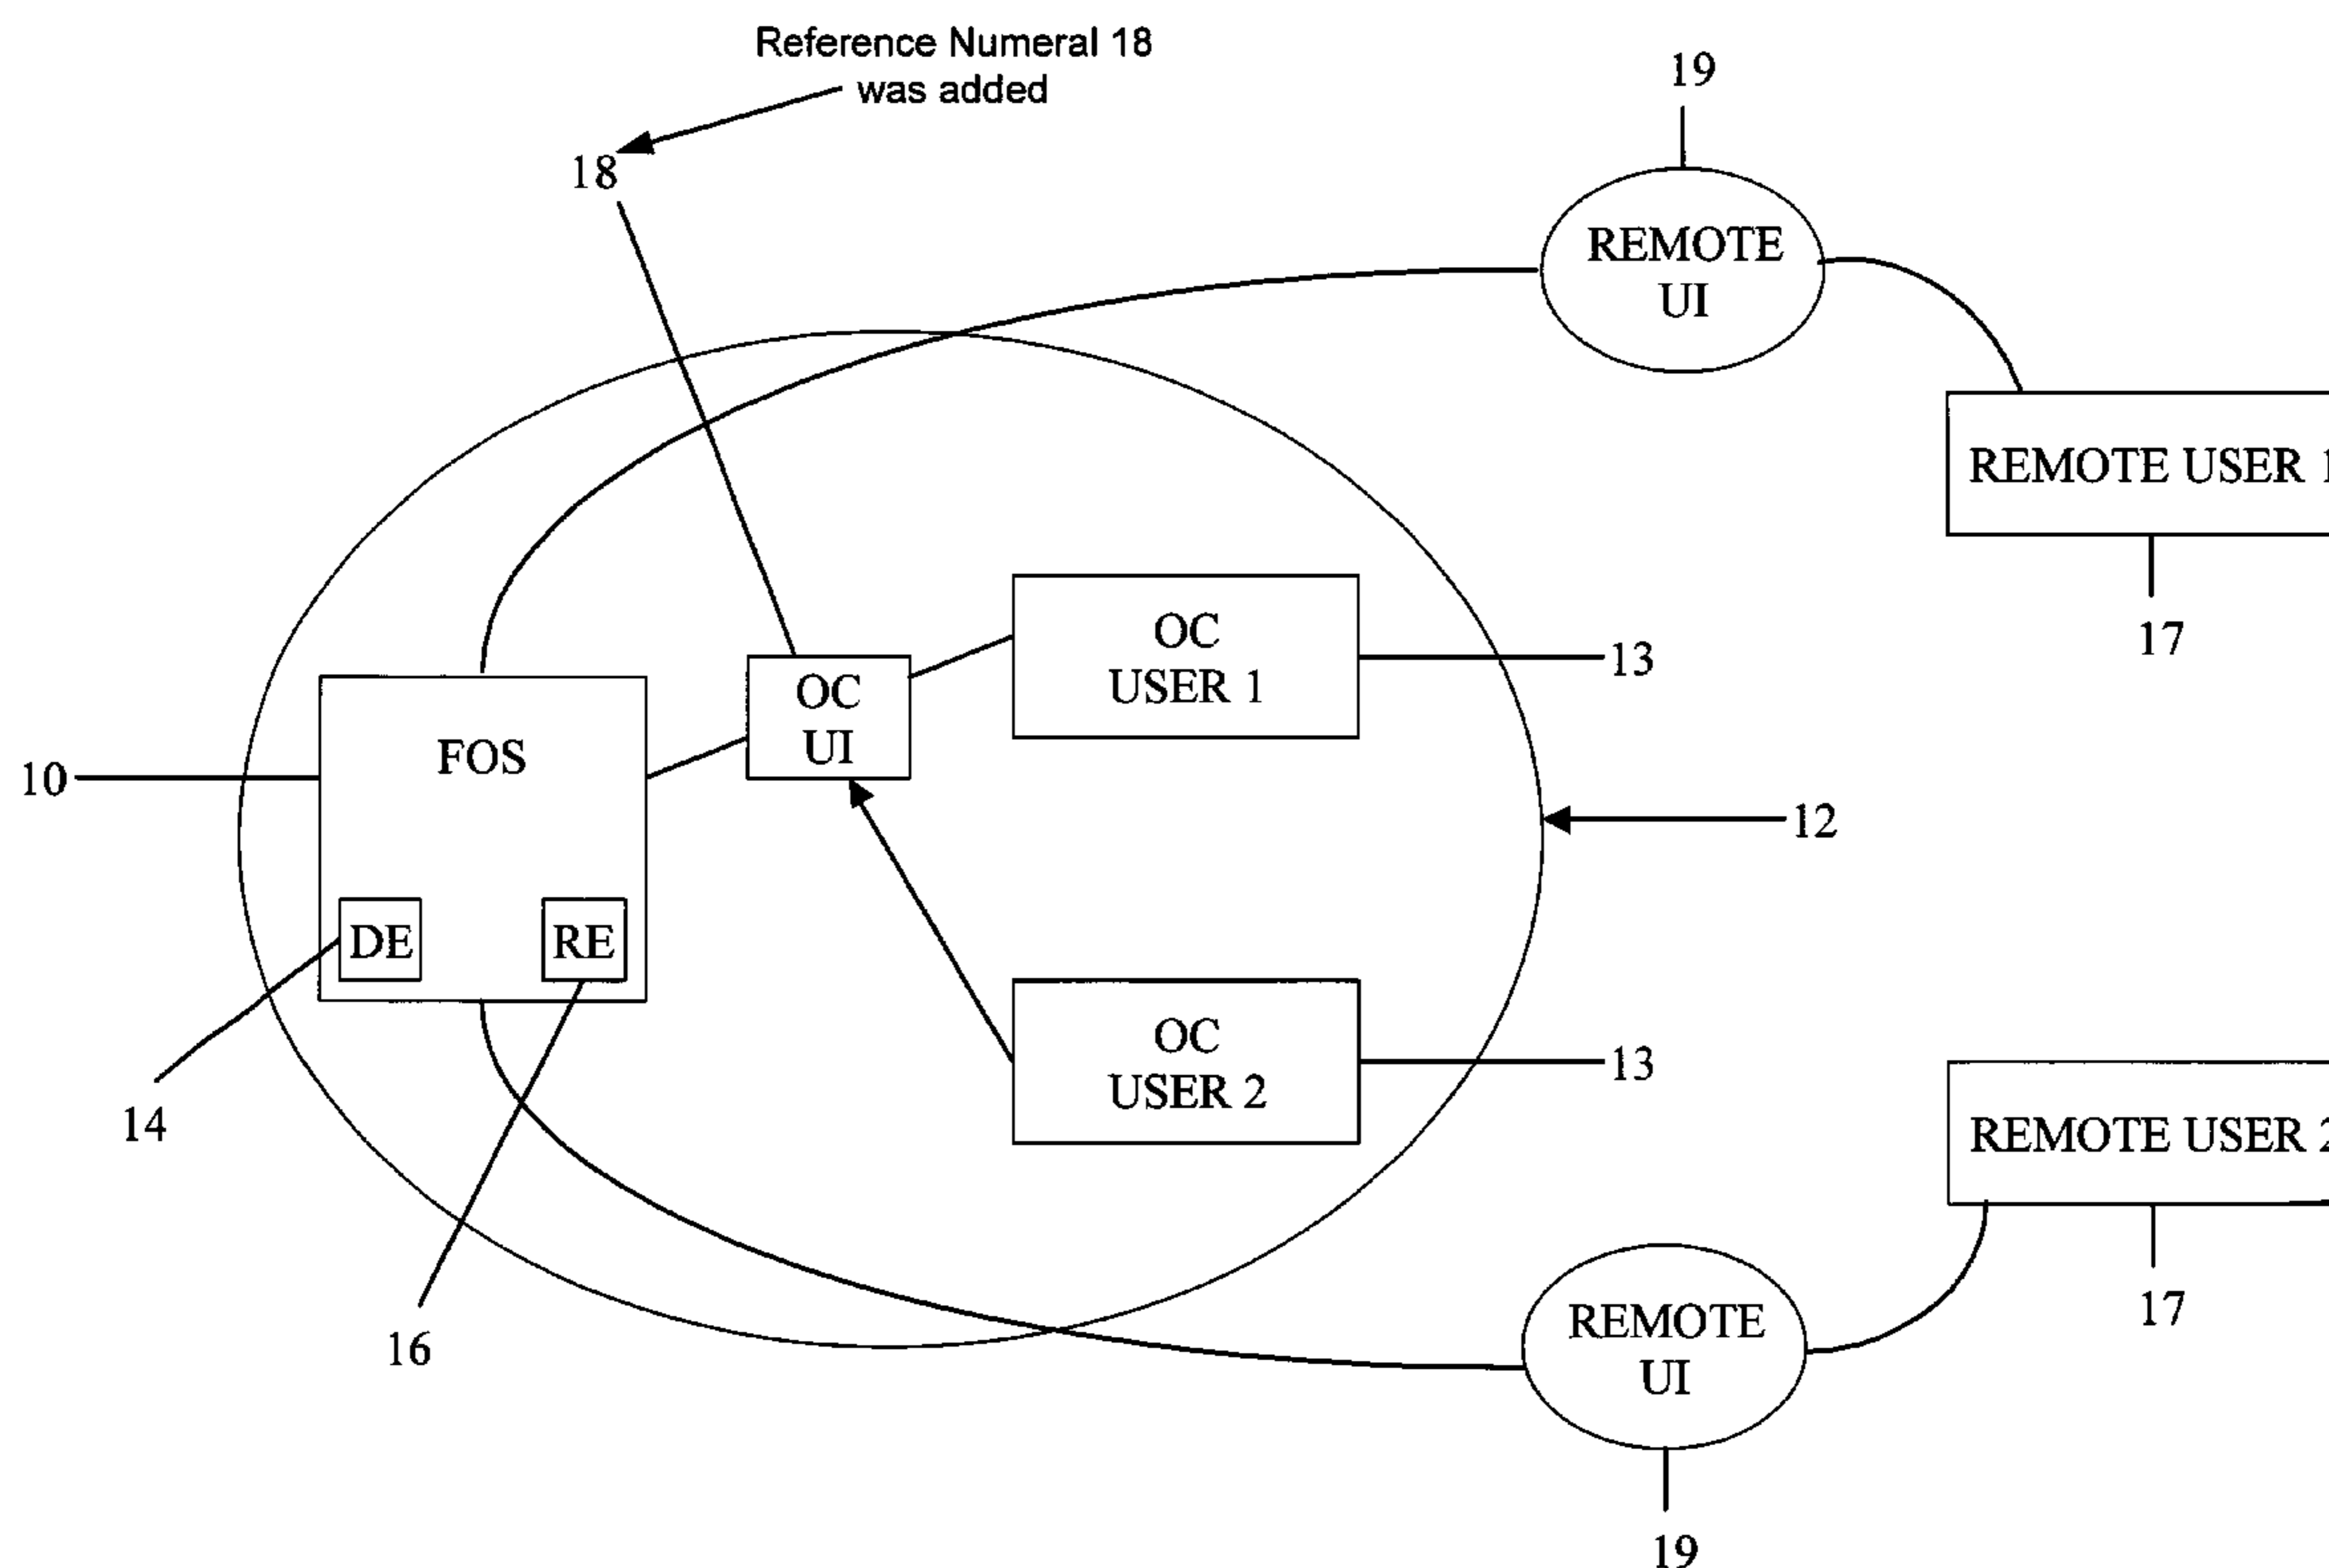 Reference Numeral 18
was added
18
19
REMOTE
UI
REMOTE USER 1
17
OC
USER 1
13
OC
UI
FOS
10
12
DE
RE
14
16
OC
USER 2
13
REMOTE USER 2
17
REMOTE
UI
19